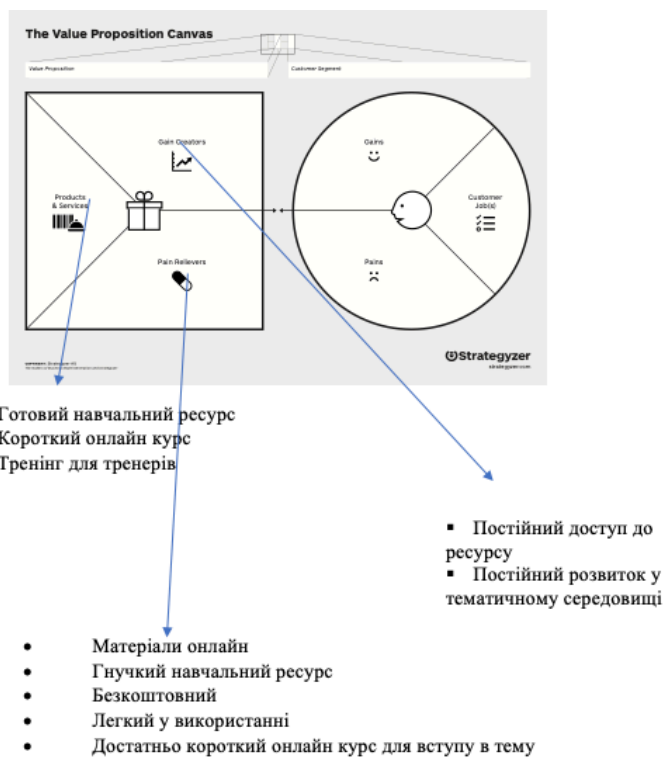 The Value Proposition Canvas
Value Proposition
Customer Segment
Gain Creators
Gains
Products
& Services
Customer
Job(s)
Pain Relievers
Pains
Strategyzer
strategyzer.com
Готовий навчальний ресурс
Короткий онлайн курс
Тренінг для тренерів
▪ Постійний доступ до
ресурсу
▪ Постійний розвиток у
тематичному середовищі
• Матеріали онлайн
• Гнучкий навчальний ресурс
• Безкоштовний
• Легкий у використанні
• Достатньо короткий онлайн курс для вступу в тему